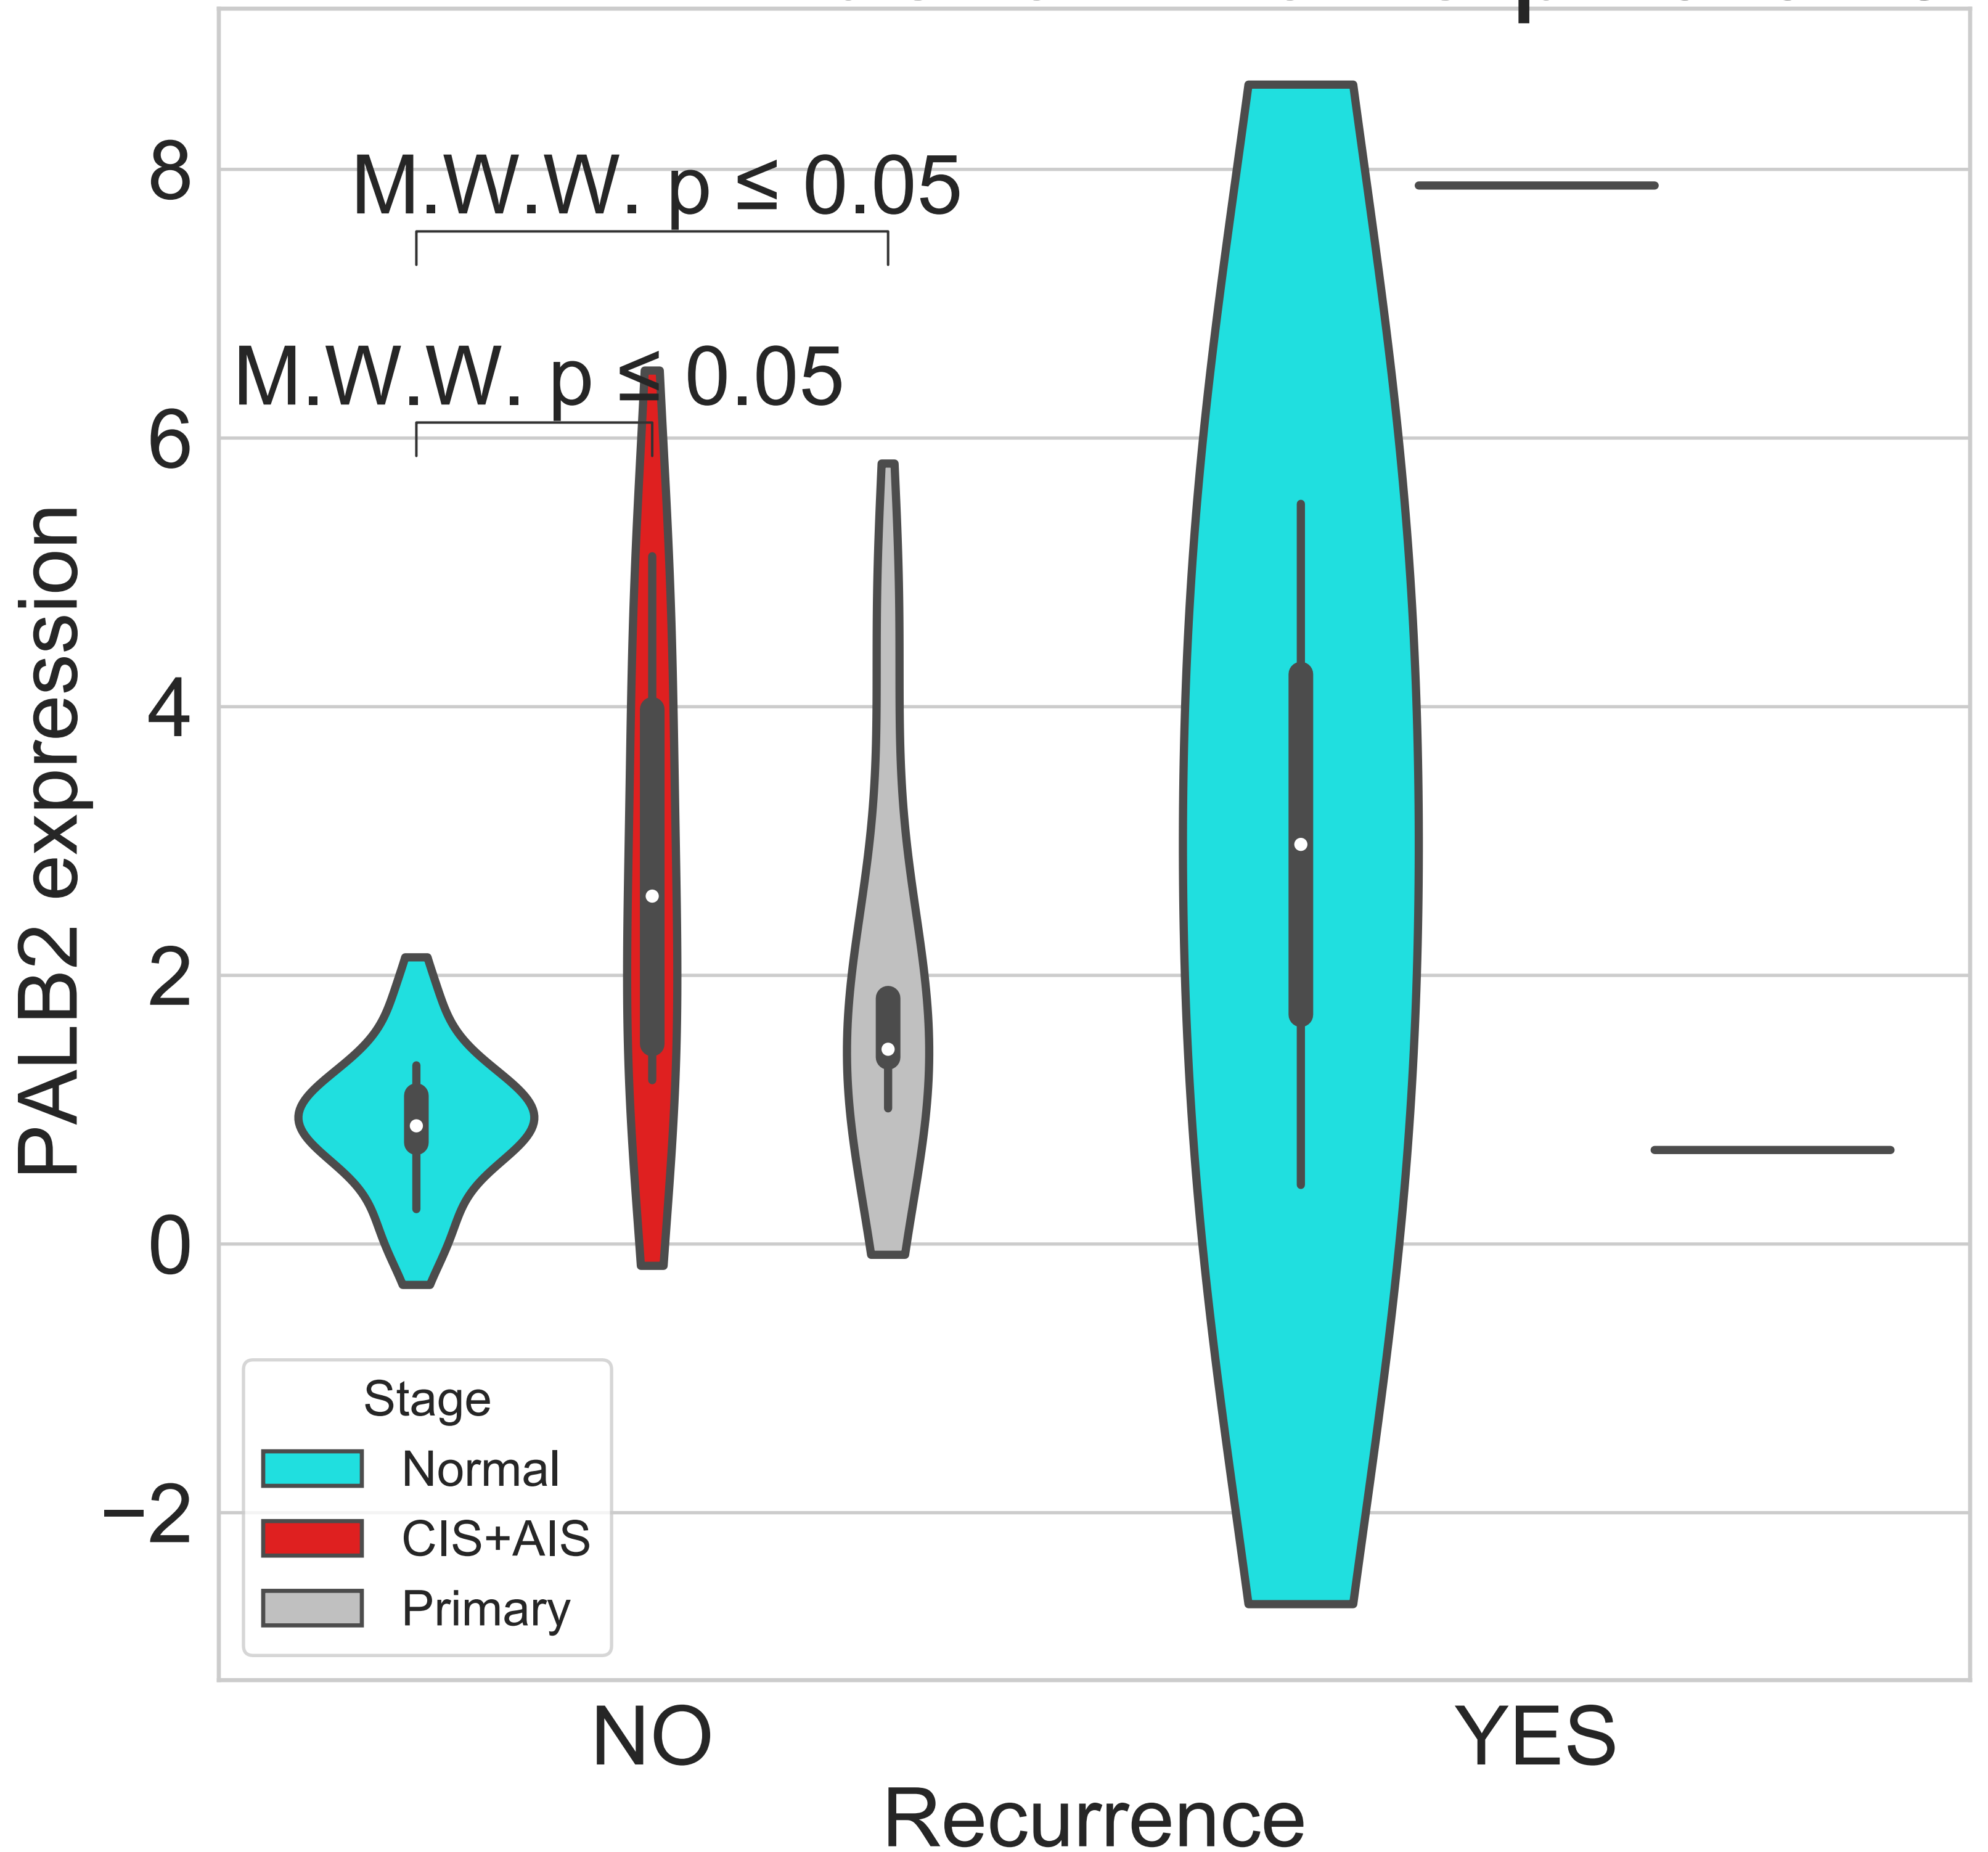 8
M.W.W. p ≤ 0.05
M.W.W. p ≤ 0.05
6
4
2
0
−2
PALB2 expression
Stage
Normal
CIS+AIS
Primary
NO
YES
Recurrence